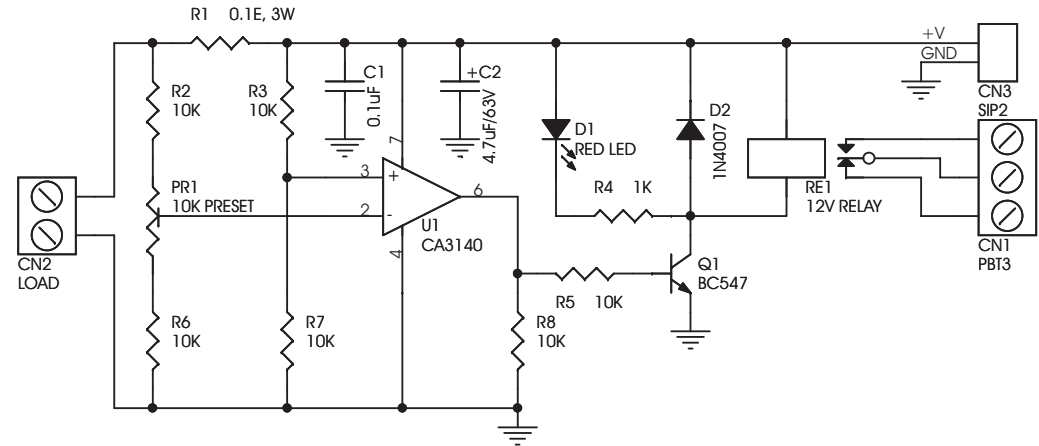 R1 0.1E, 3W
+V
GND
CN3
SIP2
R2
10K
R3
10K
C1
0.1uF
+C2
4.7uF/63V
D1
RED LED
D2
1N4007
R4 1K
RE1
12V RELAY
PR1
10K PRESET
7
3
+
2
-
6
4
U1
CA3140
CN2
LOAD
CN1
PBT3
Q1
BC547
R5 10K
R6
10K
R7
10K
R8
10K